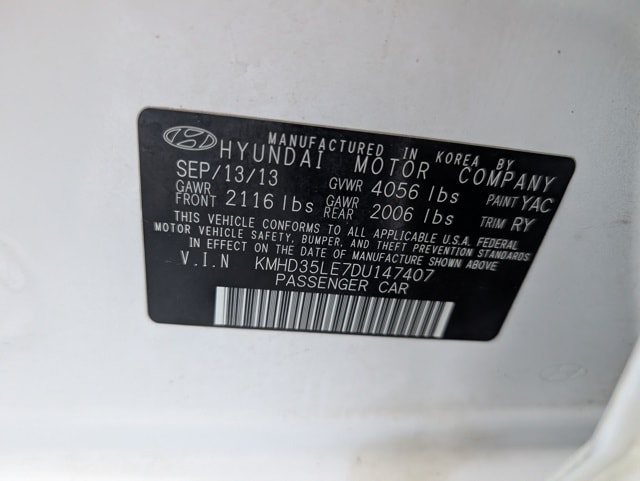 MANUFACTURED IN KOREA BY
HYUNDAI MOTOR COMPANY
SEP/13/13 GVWR 4056 lbs PAINT YAC
GAWR FRONT 2116 lbs GAWR REAR 2006 lbs TRIM RY
THIS VEHICLE CONFORMS TO ALL APPLICABLE U.S.A. FEDERAL
MOTOR VEHICLE SAFETY, BUMPER, AND THEFT PREVENTION STANDARDS
IN EFFECT ON THE DATE OF MANUFACTURE SHOWN ABOVE
V.I.N KMHD35LE7DU147407
PASSENGER CAR